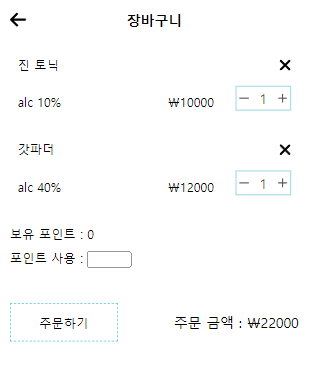 장바구니
진 토닉
alc 10% ₩10000 － 1 +
갓파더
alc 40% ₩12000 － 1 +
보유 포인트 : 0
포인트 사용 :
주문하기 주문 금액 : ₩22000